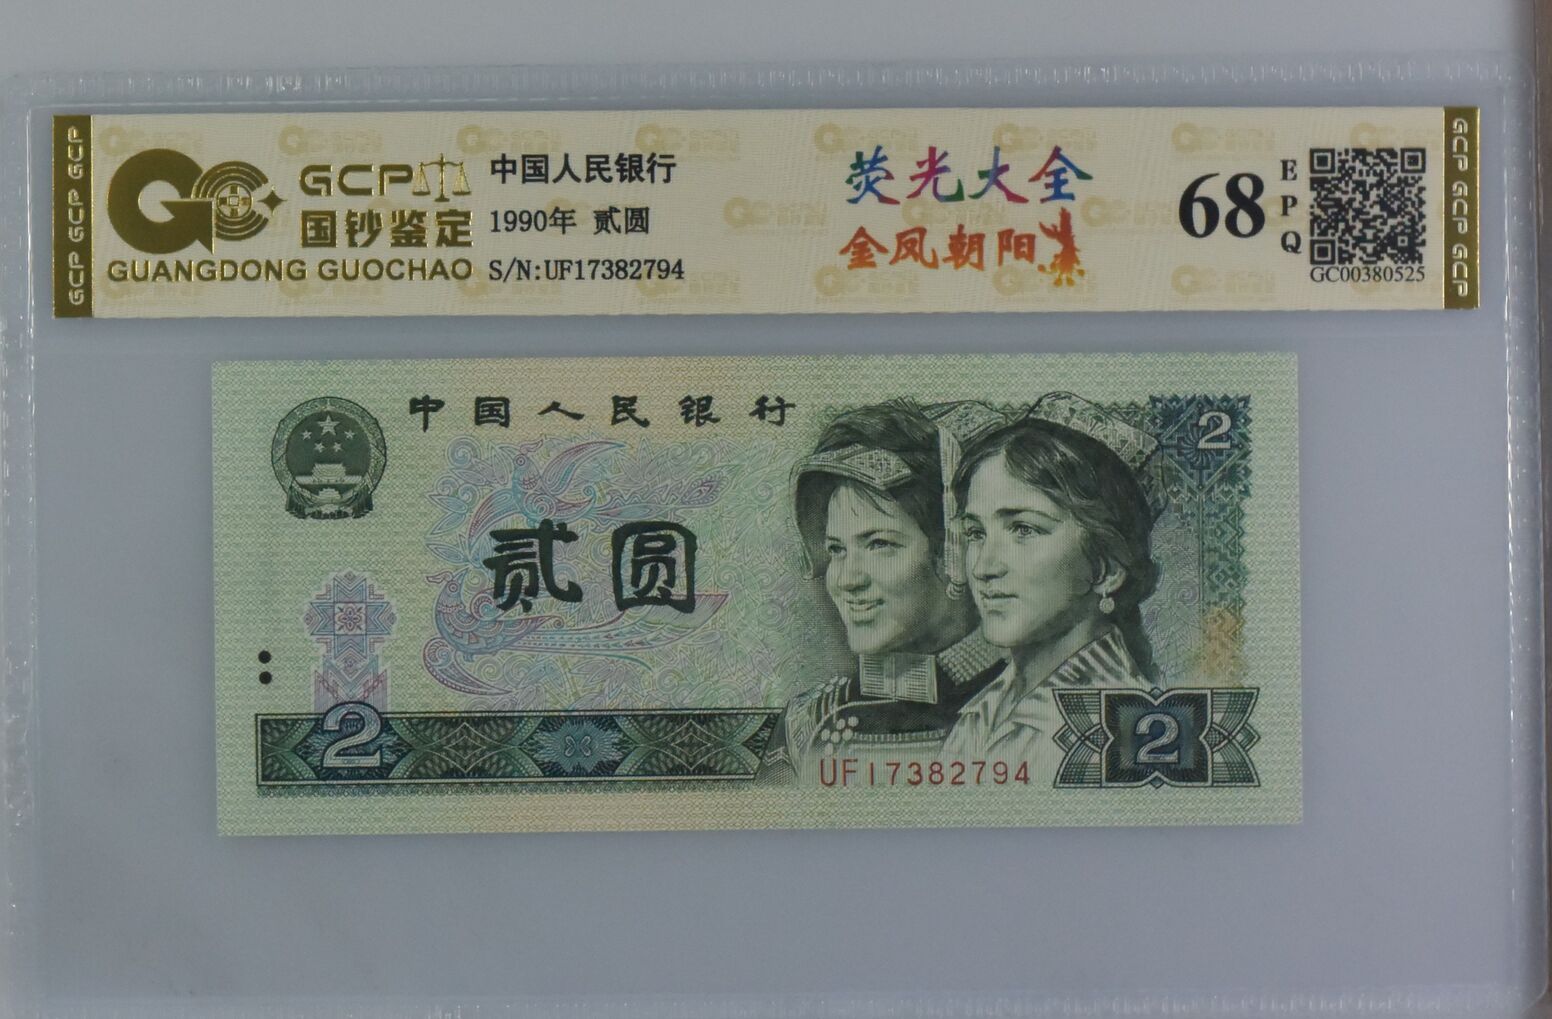 GCP GCP GCP
GCP
国钞鉴定
GUANGDONG GUOCHAO
中国人民银行
1990年 贰圆
S/N:UF17382794
荧光大全
金凤朝阳
68
EPQ
GC00380525
GCP GCP GCP
中国人民银行
2
贰圆
2
UF17382794
2